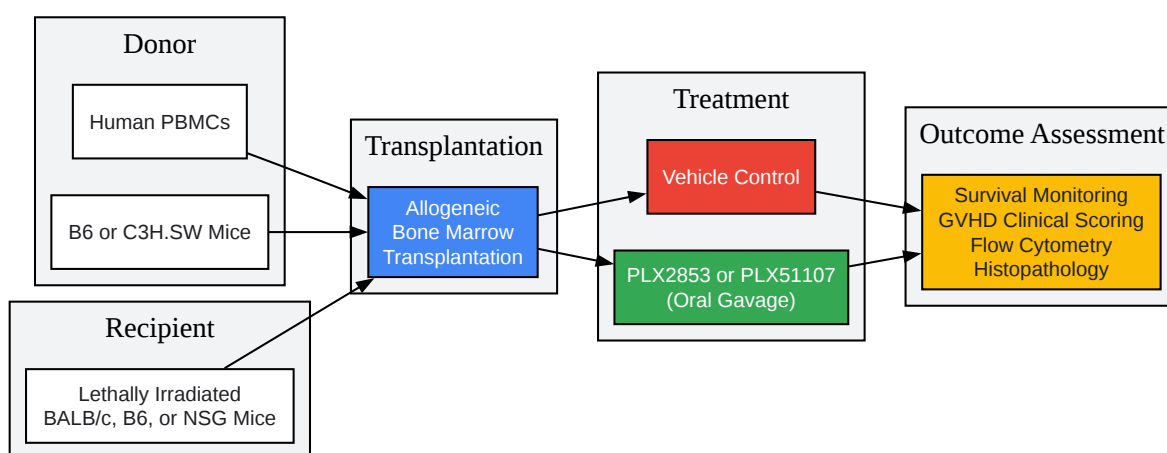 Donor
Human PBMCs
B6 or C3H.SW Mice
Recipient
Lethally Irradiated
BALB/c, B6, or NSG Mice
Transplantation
Allogeneic
Bone Marrow
Transplantation
Treatment
Vehicle Control
PLX2853 or PLX51107
(Oral Gavage)
Outcome Assessment
Survival Monitoring
GVHD Clinical Scoring
Flow Cytometry
Histopathology